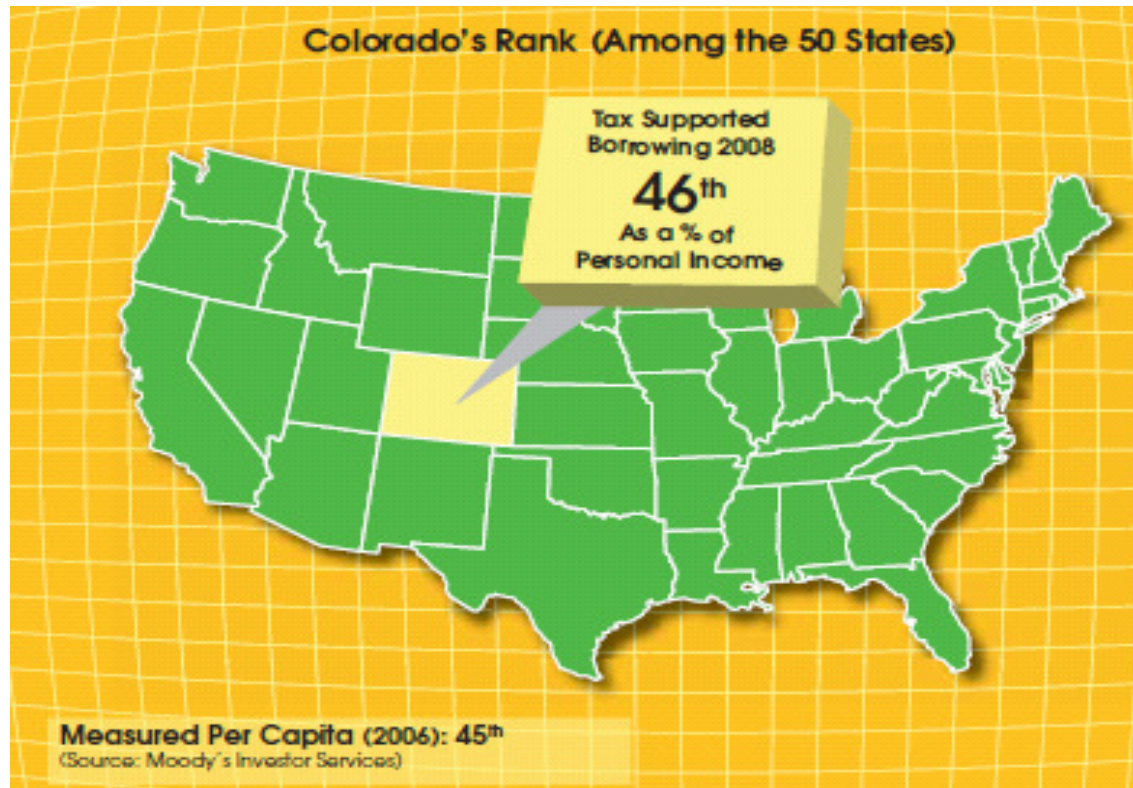 Colorado's Rank (Among the 50 States)
Tax Supported
Borrowing 2008
46th
As a % of
Personal Income
Measured Per Capita (2006): 45th
(Source: Moody's Investor Services)